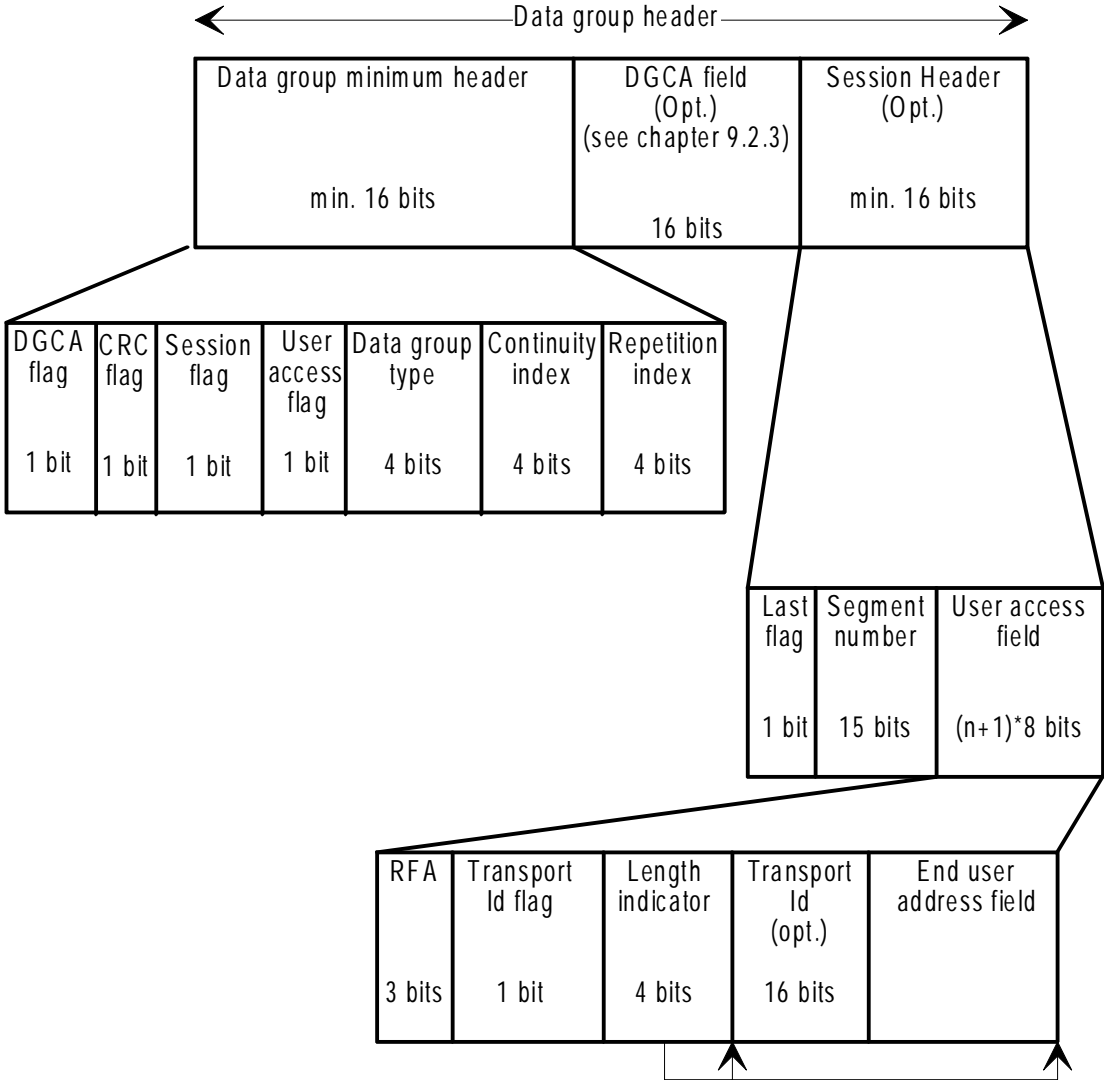 Data group header
Data group minimum header
min. 16 bits
DGCA field
(Opt.)
(see chapter 9.2.3)
16 bits
Session Header
(Opt.)
min. 16 bits
DGCA
flag
1 bit
CRC
flag
1 bit
Session
flag
1 bit
User
access
flag
1 bit
Data group
type
4 bits
Continuity
index
4 bits
Repetition
index
4 bits
Last
flag
1 bit
Segment
number
15 bits
User access
field
(n+1)*8 bits
RFA
3 bits
Transport
Id flag
1 bit
Length
indicator
4 bits
Transport
Id
(opt.)
16 bits
End user
address field